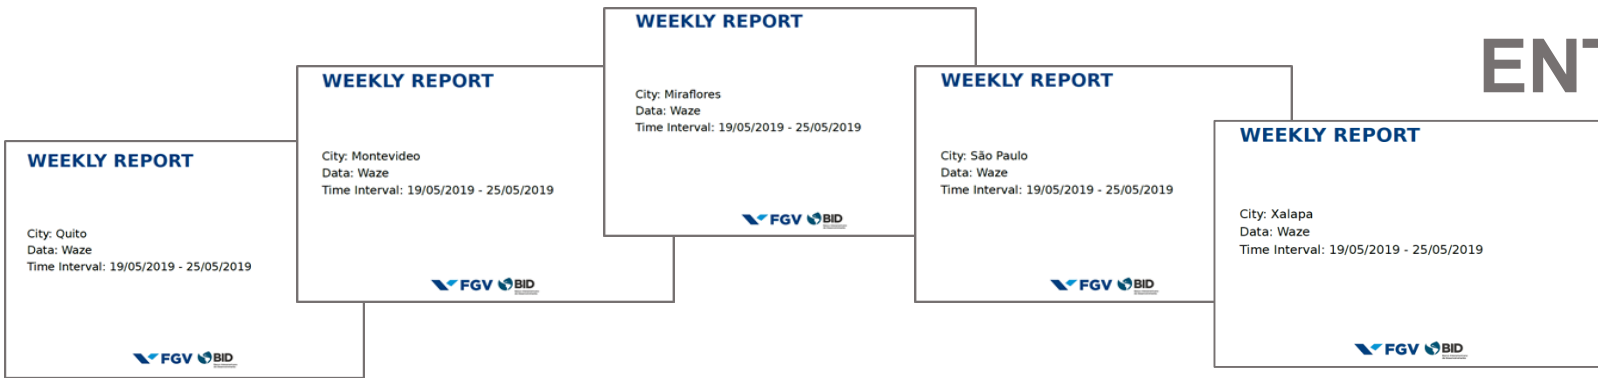 WEEKLY REPORT
City: Quito
Data: Waze
Time Interval: 19/05/2019 - 25/05/2019
FGV BID
WEEKLY REPORT
City: Montevideo
Data: Waze
Time Interval: 19/05/2019 - 25/05/2019
FGV BID
WEEKLY REPORT
City: Miraflores
Data: Waze
Time Interval: 19/05/2019 - 25/05/2019
FGV BID
WEEKLY REPORT
City: São Paulo
Data: Waze
Time Interval: 19/05/2019 - 25/05/2019
FGV BID
WEEKLY REPORT
City: Xalapa
Data: Waze
Time Interval: 19/05/2019 - 25/05/2019
FGV BID
ENT